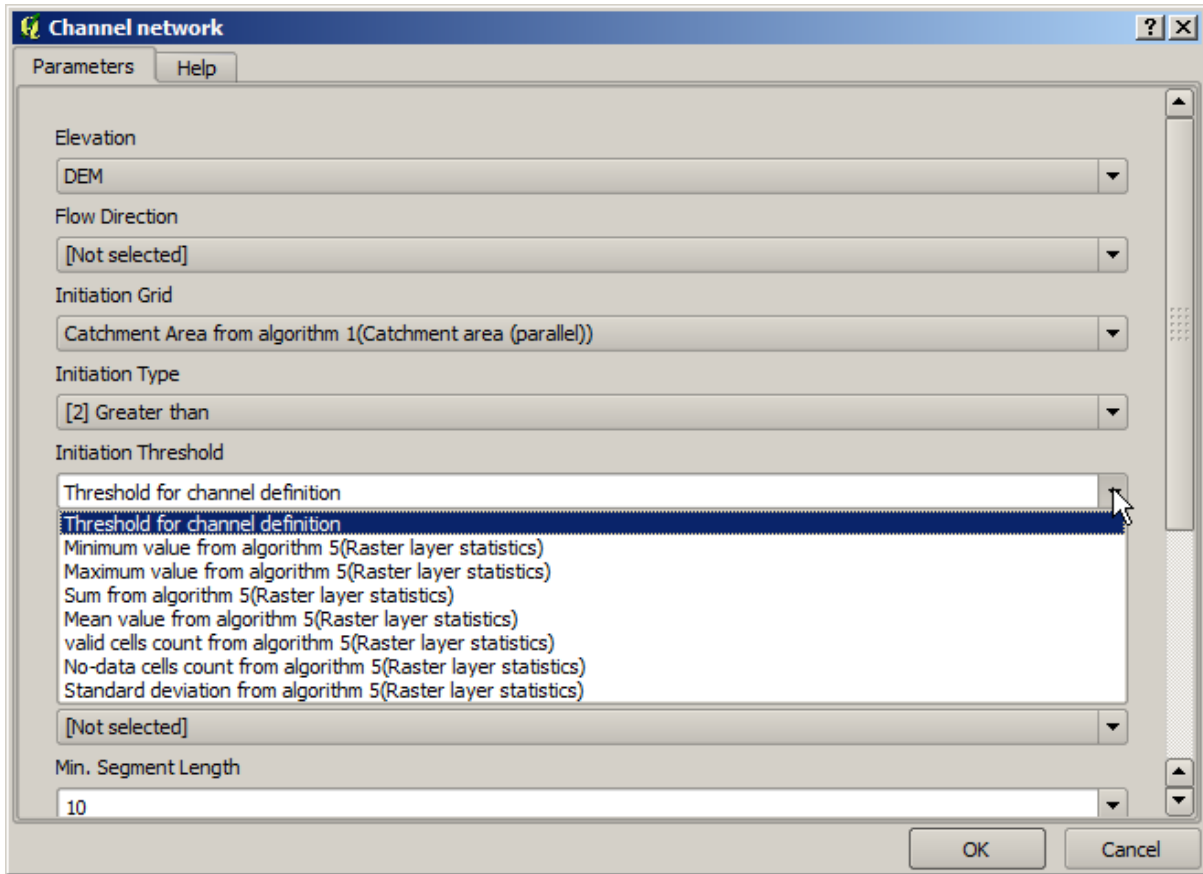 Channel network
Parameters
Help
Elevation
DEM
Flow Direction
[Not selected]
Initiation Grid
Catchment Area from algorithm 1(Catchment area (parallel))
Initiation Type
[2] Greater than
Initiation Threshold
Threshold for channel definition
Threshold for channel definition
Minimum value from algorithm 5(Raster layer statistics)
Maximum value from algorithm 5(Raster layer statistics)
Sum from algorithm 5(Raster layer statistics)
Mean value from algorithm 5(Raster layer statistics)
valid cells count from algorithm 5(Raster layer statistics)
No-data cells count from algorithm 5(Raster layer statistics)
Standard deviation from algorithm 5(Raster layer statistics)
[Not selected]
Min. Segment Length
10
OK
Cancel